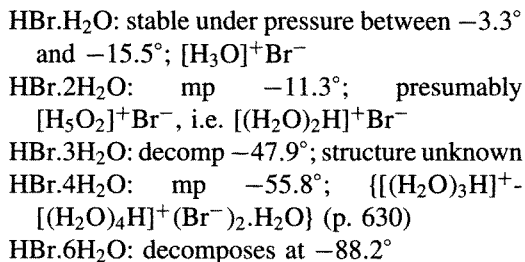 HBr.H₂O: stable under pressure between −3.3°
and −15.5°; [H₃O]⁺Br⁻
HBr.2H₂O: mp −11.3°; presumably
[H₅O₂]⁺Br⁻, i.e. [(H₂O)₂H]⁺Br⁻
HBr.3H₂O: decomp −47.9°; structure unknown
HBr.4H₂O: mp −55.8°; {[(H₂O)₃H]⁺-
[(H₂O)₄H]⁺(Br⁻)₂.H₂O} (p. 630)
HBr.6H₂O: decomposes at −88.2°